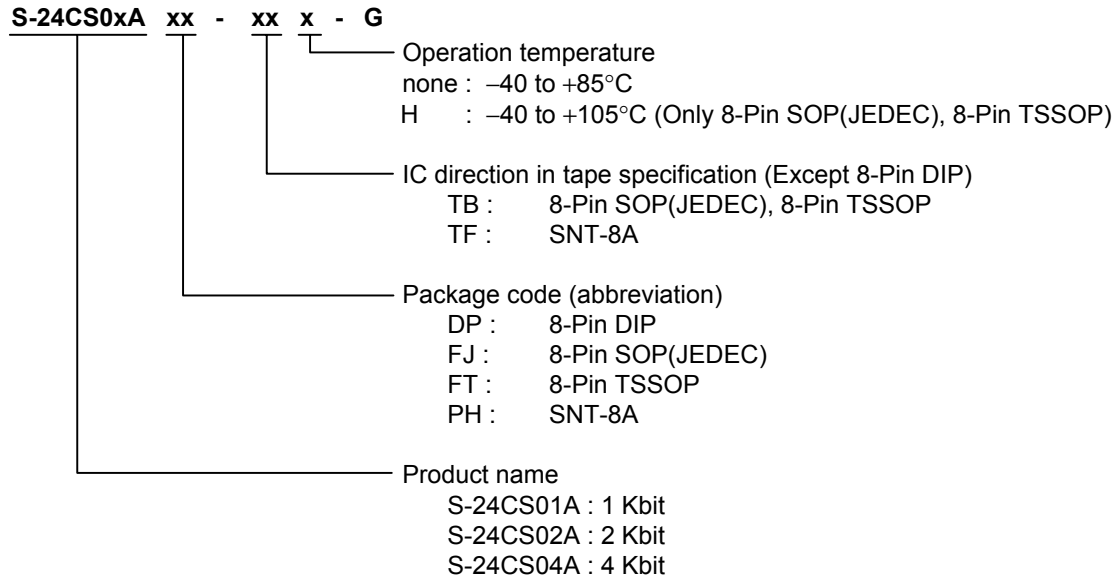 S-24CS0xA xx - xx x - G
Operation temperature
none : −40 to +85°C
H : −40 to +105°C (Only 8-Pin SOP(JEDEC), 8-Pin TSSOP)
IC direction in tape specification (Except 8-Pin DIP)
TB : 8-Pin SOP(JEDEC), 8-Pin TSSOP
TF : SNT-8A
Package code (abbreviation)
DP : 8-Pin DIP
FJ : 8-Pin SOP(JEDEC)
FT : 8-Pin TSSOP
PH : SNT-8A
Product name
S-24CS01A : 1 Kbit
S-24CS02A : 2 Kbit
S-24CS04A : 4 Kbit